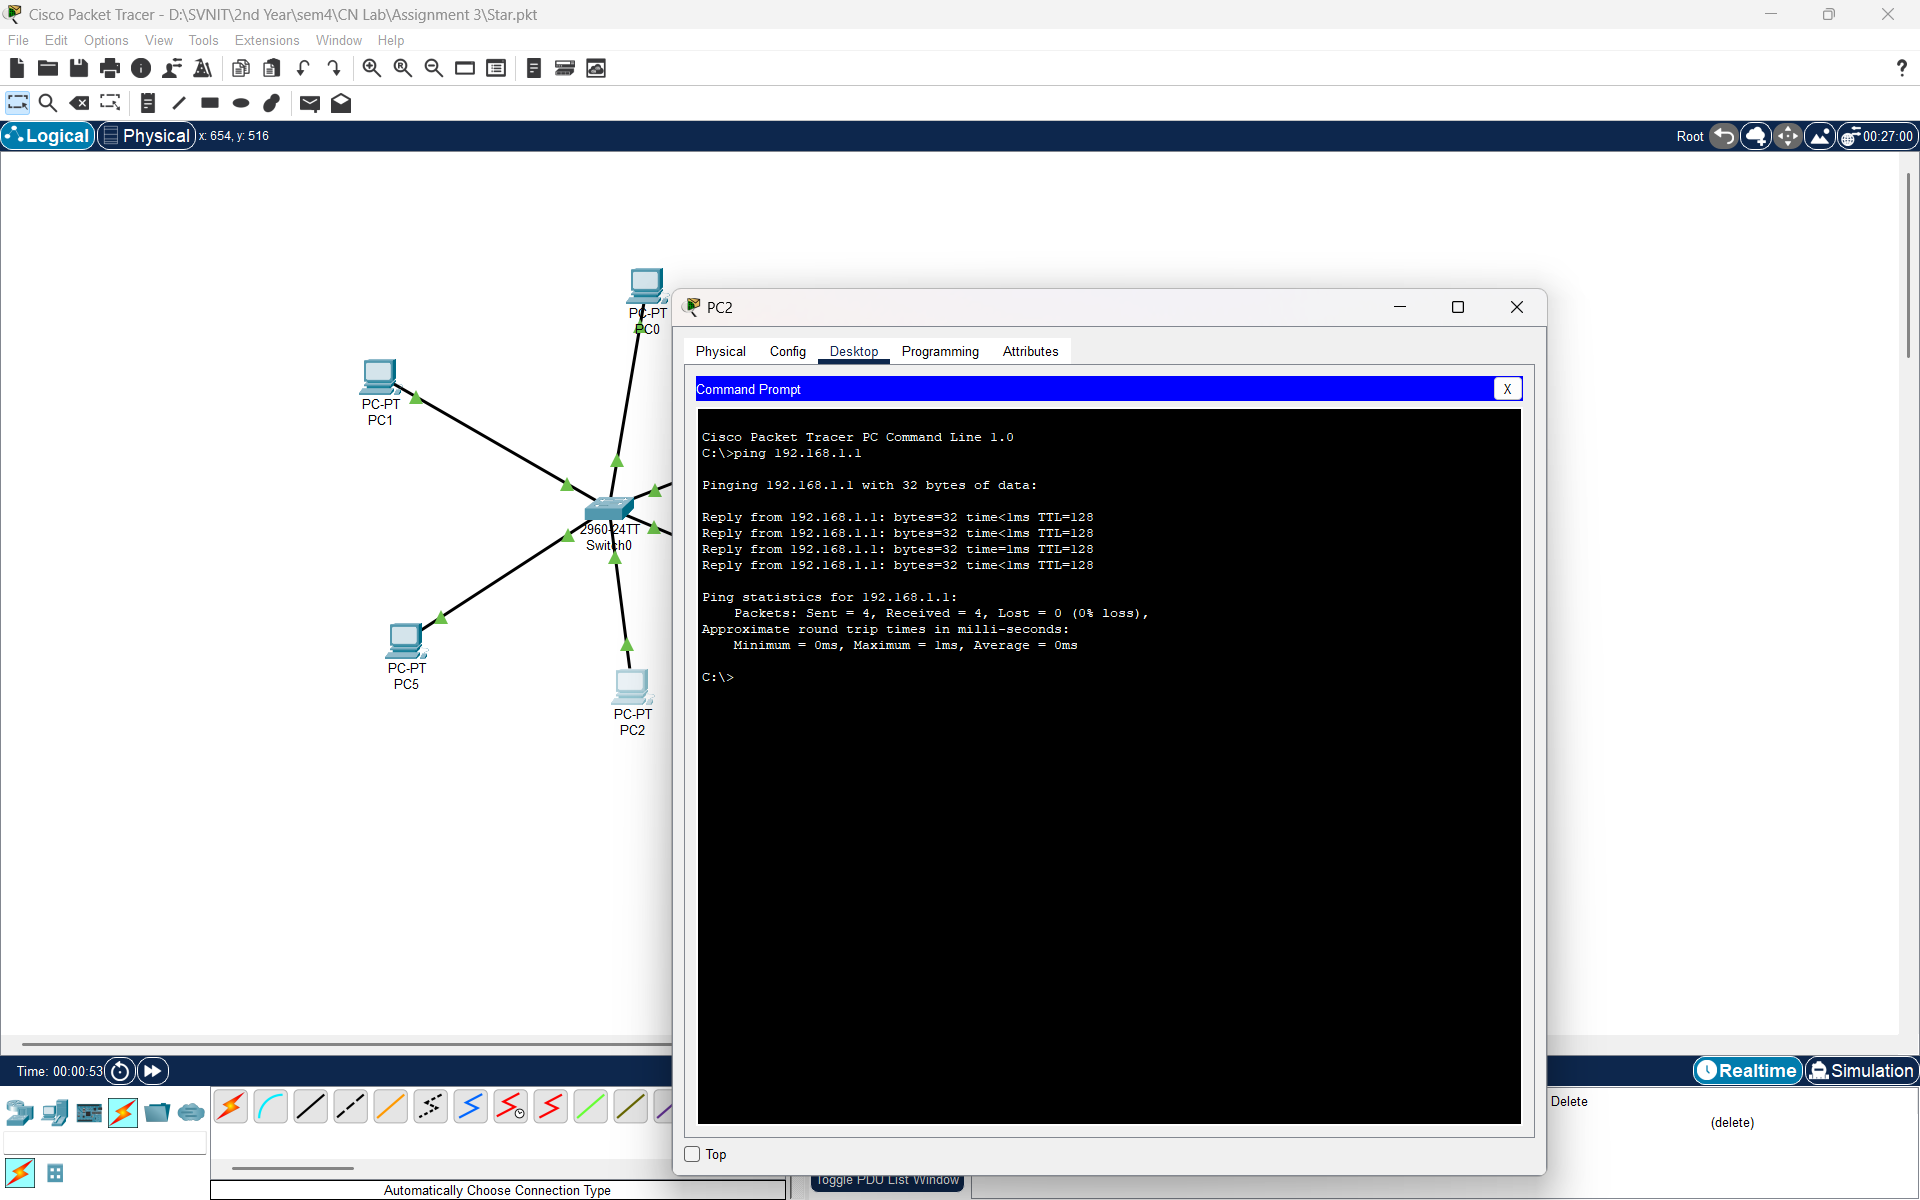 Cisco Packet Tracer - D:\SVNIT\2nd Year\sem4\CN Lab\Assignment 3\Star.pkt
File Edit Options View Tools Extensions Window Help
?
Logical Physical x: 654, y: 516 Root 00:27:00
PC-PT
PC0
PC-PT
PC1
2960-24TT
Switch0
PC-PT
PC5
PC-PT
PC2
PC2
Physical Config Desktop Programming Attributes
Command Prompt X
Cisco Packet Tracer PC Command Line 1.0
C:\>ping 192.168.1.1
Pinging 192.168.1.1 with 32 bytes of data:
Reply from 192.168.1.1: bytes=32 time<1ms TTL=128
Reply from 192.168.1.1: bytes=32 time<1ms TTL=128
Reply from 192.168.1.1: bytes=32 time=1ms TTL=128
Reply from 192.168.1.1: bytes=32 time<1ms TTL=128
Ping statistics for 192.168.1.1:
Packets: Sent = 4, Received = 4, Lost = 0 (0% loss),
Approximate round trip times in milli-seconds:
Minimum = 0ms, Maximum = 1ms, Average = 0ms
C:\>
Top
Time: 00:00:53 Realtime Simulation
Delete
(delete)
Automatically Choose Connection Type
Toggle PDU List Window